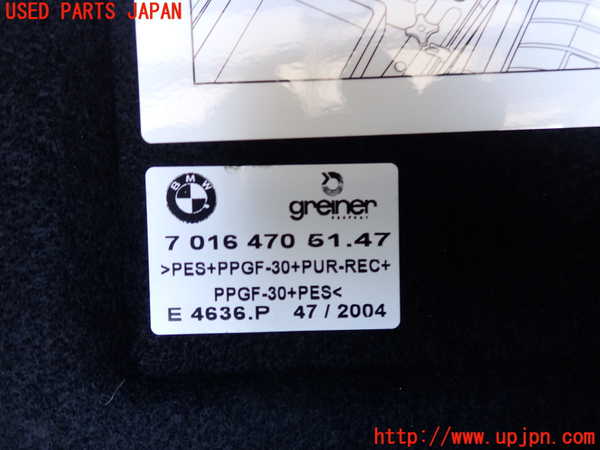 USED PARTS JAPAN
BMW
greiner
7 016 470 51.47
>PES+PPGF-30+PUR-REC+
PPGF-30+PES<
E 4636.P 47/2004
http://www.upjpn.com/